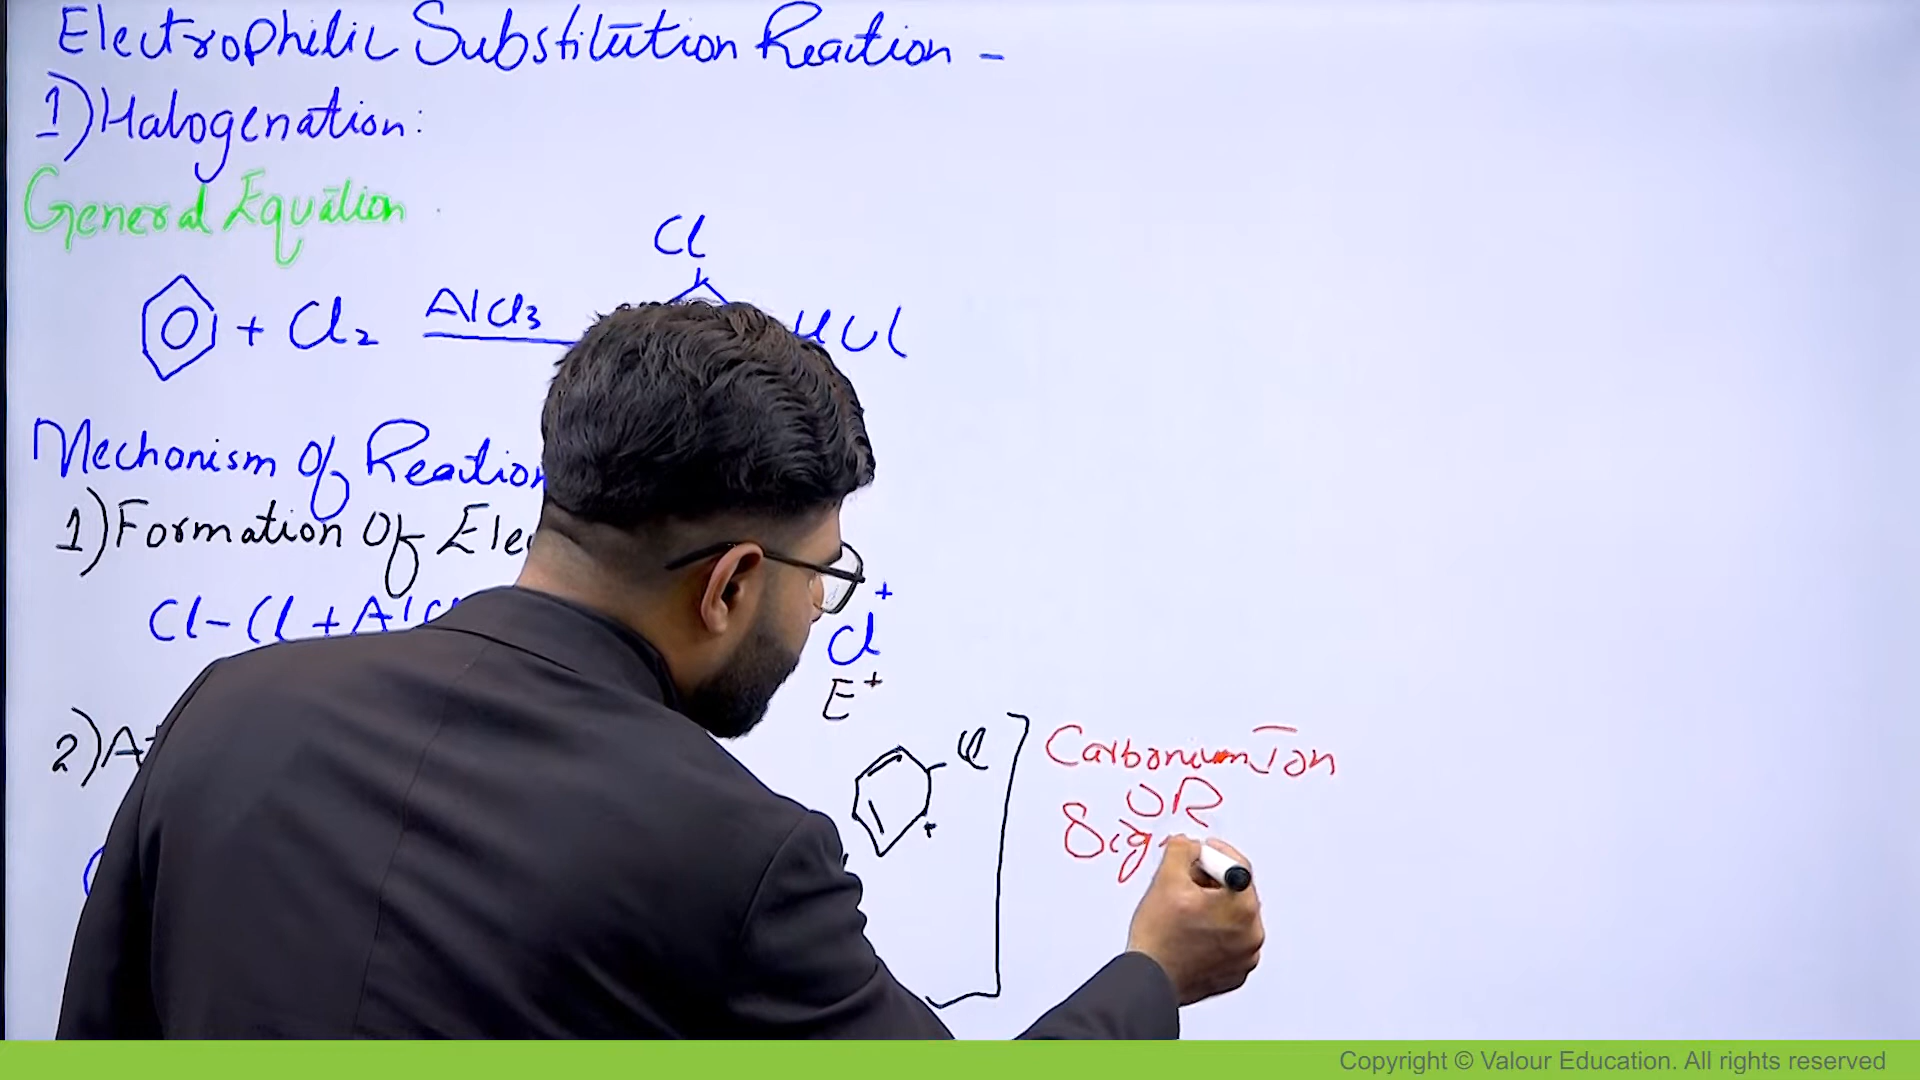 Electrophilic Substitution Reaction -
1) Halogenation:
General Equation
Cl
+ Cl2 AlCl3 HCl
Mechanism Of Reaction
1) Formation Of Ele
Cl-Cl + AlCl
+
Cl
E+
2) At
Cl
+
Carbonium Ion
OR
Sig
Copyright © Valour Education. All rights reserved